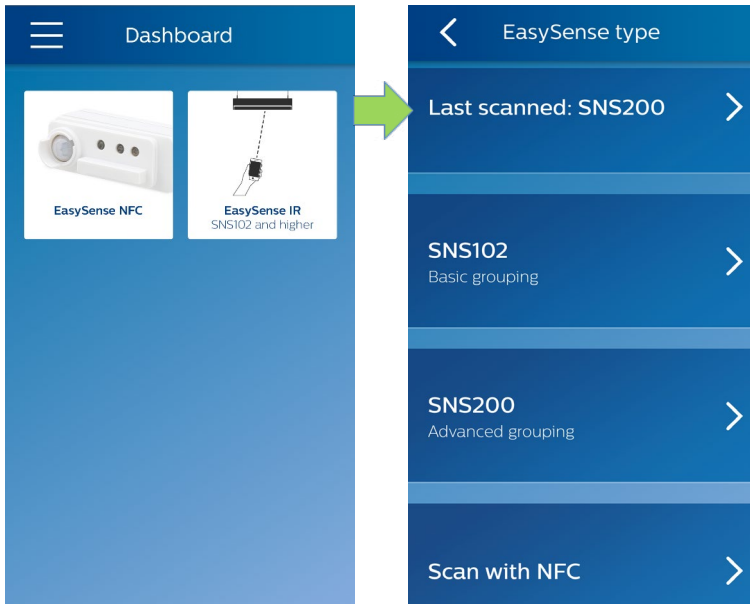 Dashboard
EasySense NFC
EasySense IR
SNS102 and higher
EasySense type
Last scanned: SNS200
SNS102
Basic grouping
SNS200
Advanced grouping
Scan with NFC